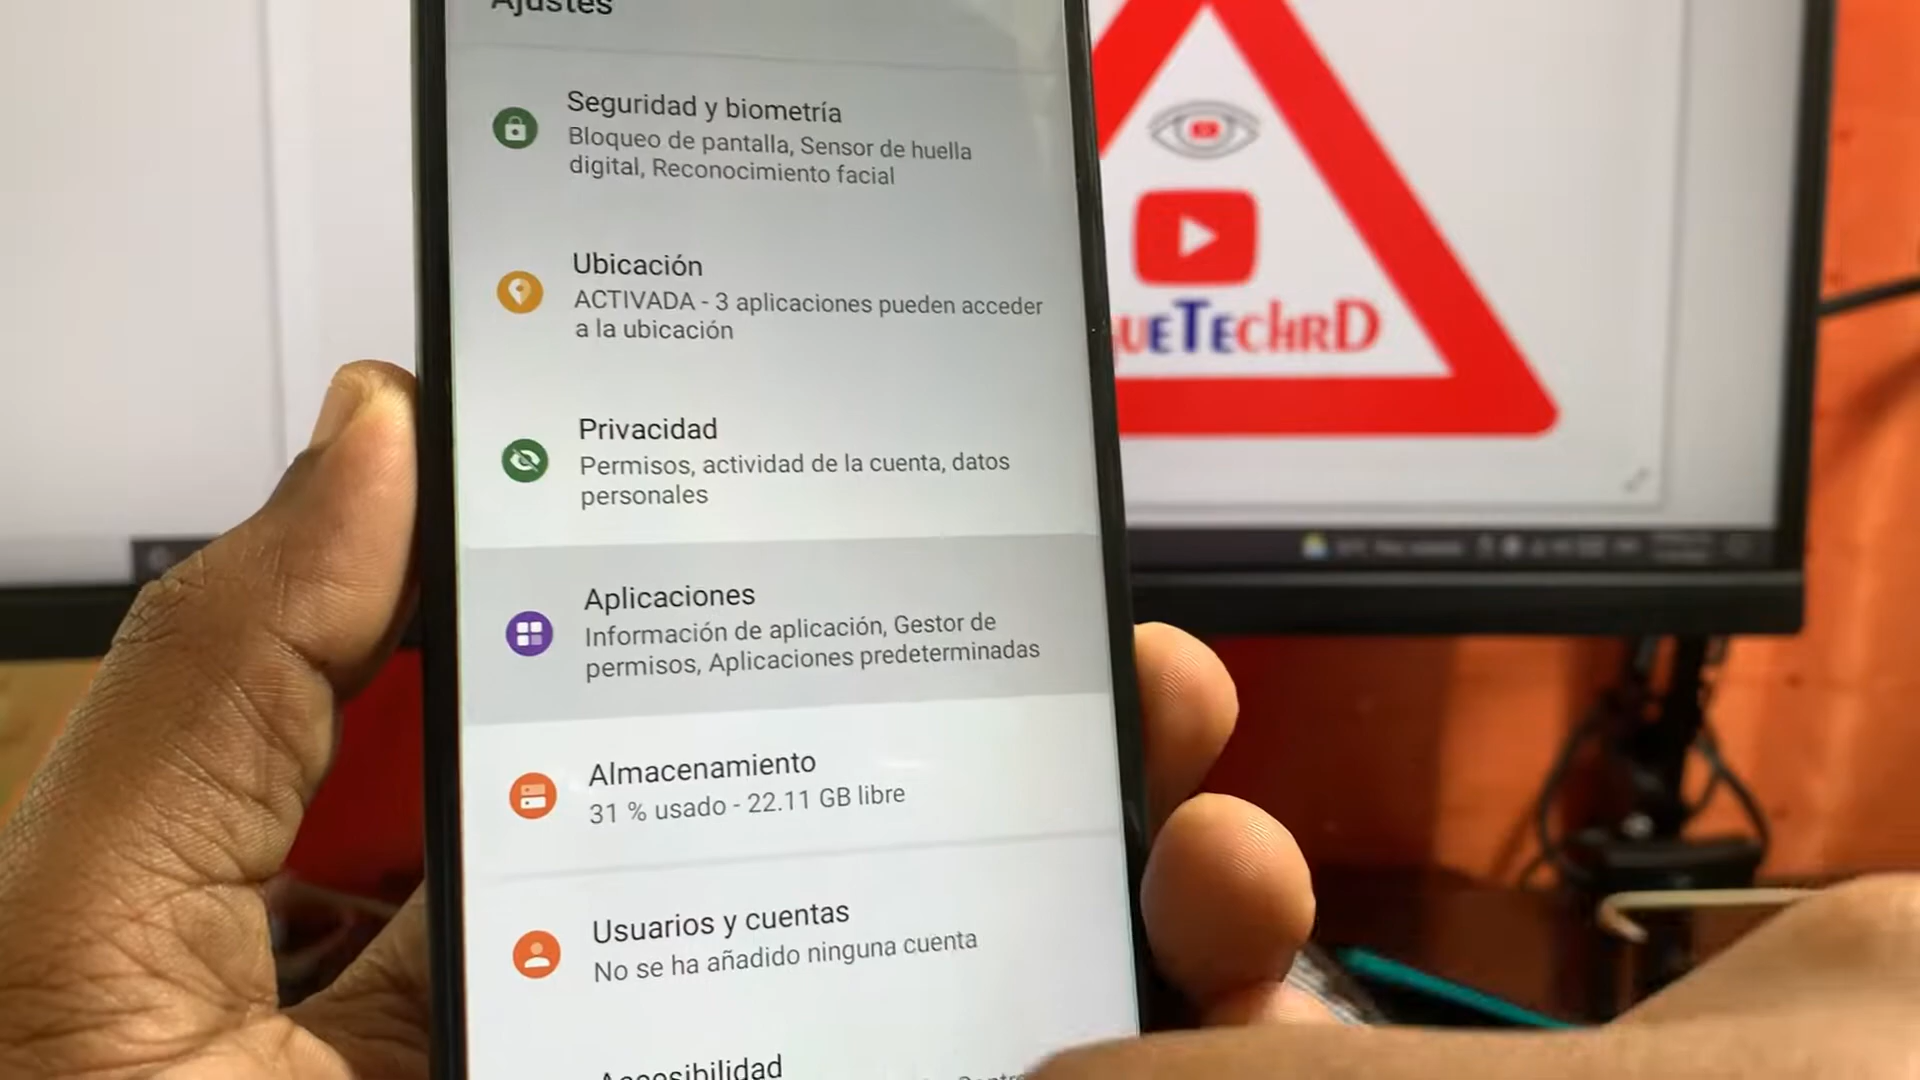 Ajustes
Seguridad y biometría
Bloqueo de pantalla, Sensor de huella
digital, Reconocimiento facial
Ubicación
ACTIVADA - 3 aplicaciones pueden acceder
a la ubicación
Privacidad
Permisos, actividad de la cuenta, datos
personales
Aplicaciones
Información de aplicación, Gestor de
permisos, Aplicaciones predeterminadas
Almacenamiento
31 % usado - 22.11 GB libre
Usuarios y cuentas
No se ha añadido ninguna cuenta
Accesibilidad
UETECHRD